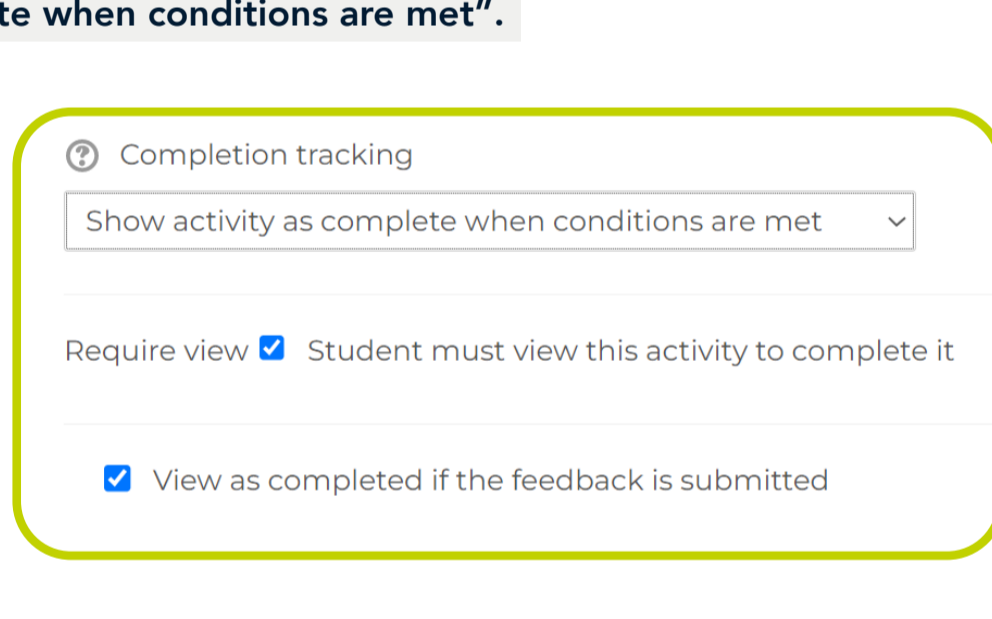 te when conditions are met”.
Completion tracking
Show activity as complete when conditions are met
Require view Student must view this activity to complete it
View as completed if the feedback is submitted